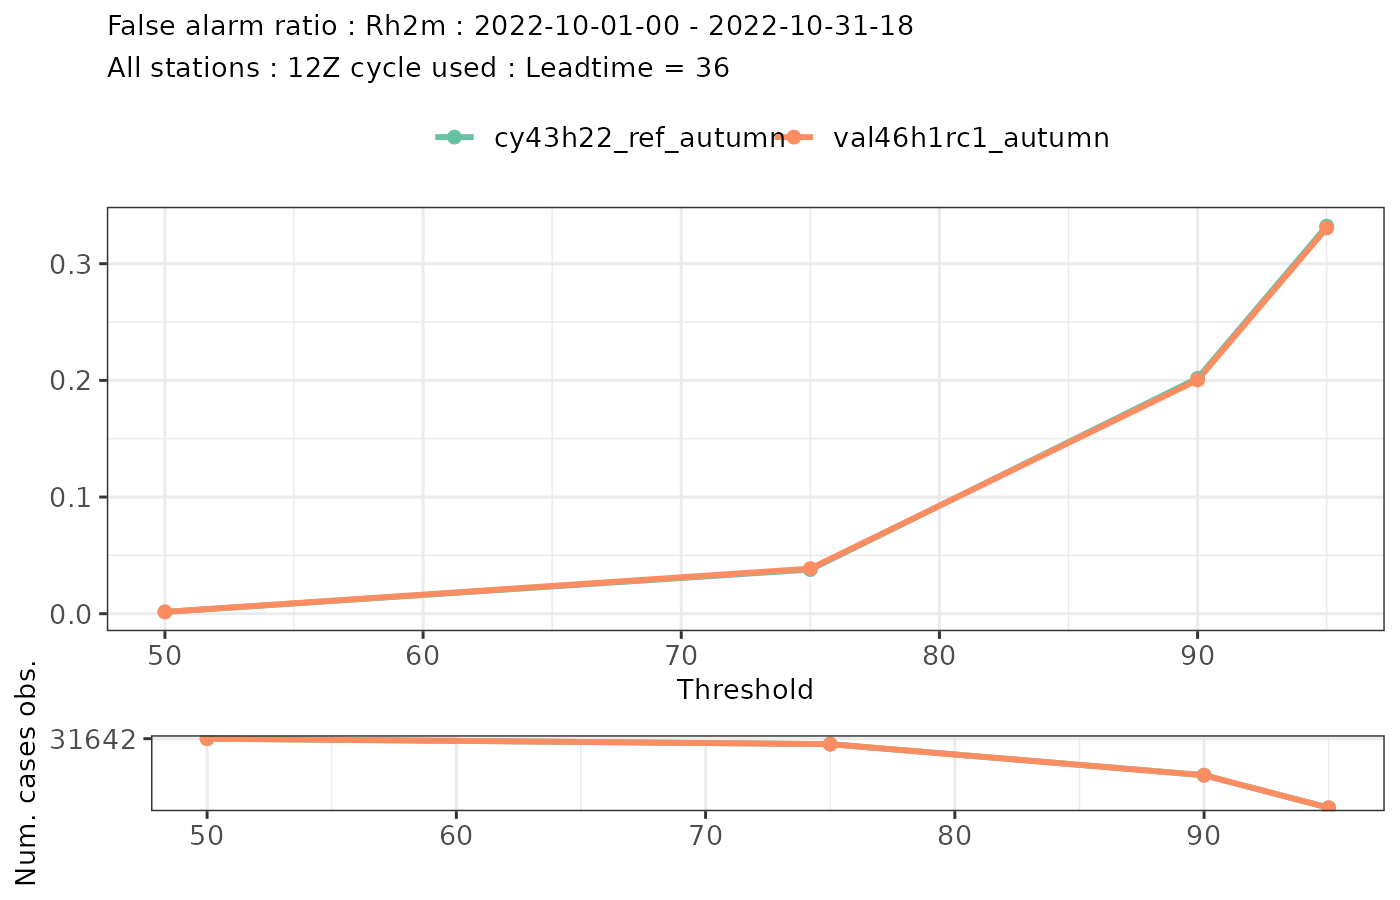 False alarm ratio : Rh2m : 2022-10-01-00 - 2022-10-31-18
All stations : 12Z cycle used : Leadtime = 36
cy43h22_ref_autumn val46h1rc1_autumn
0.3
0.2
0.1
0.0
50 60 70 80 90
Threshold
Num. cases obs.
31642
50 60 70 80 90